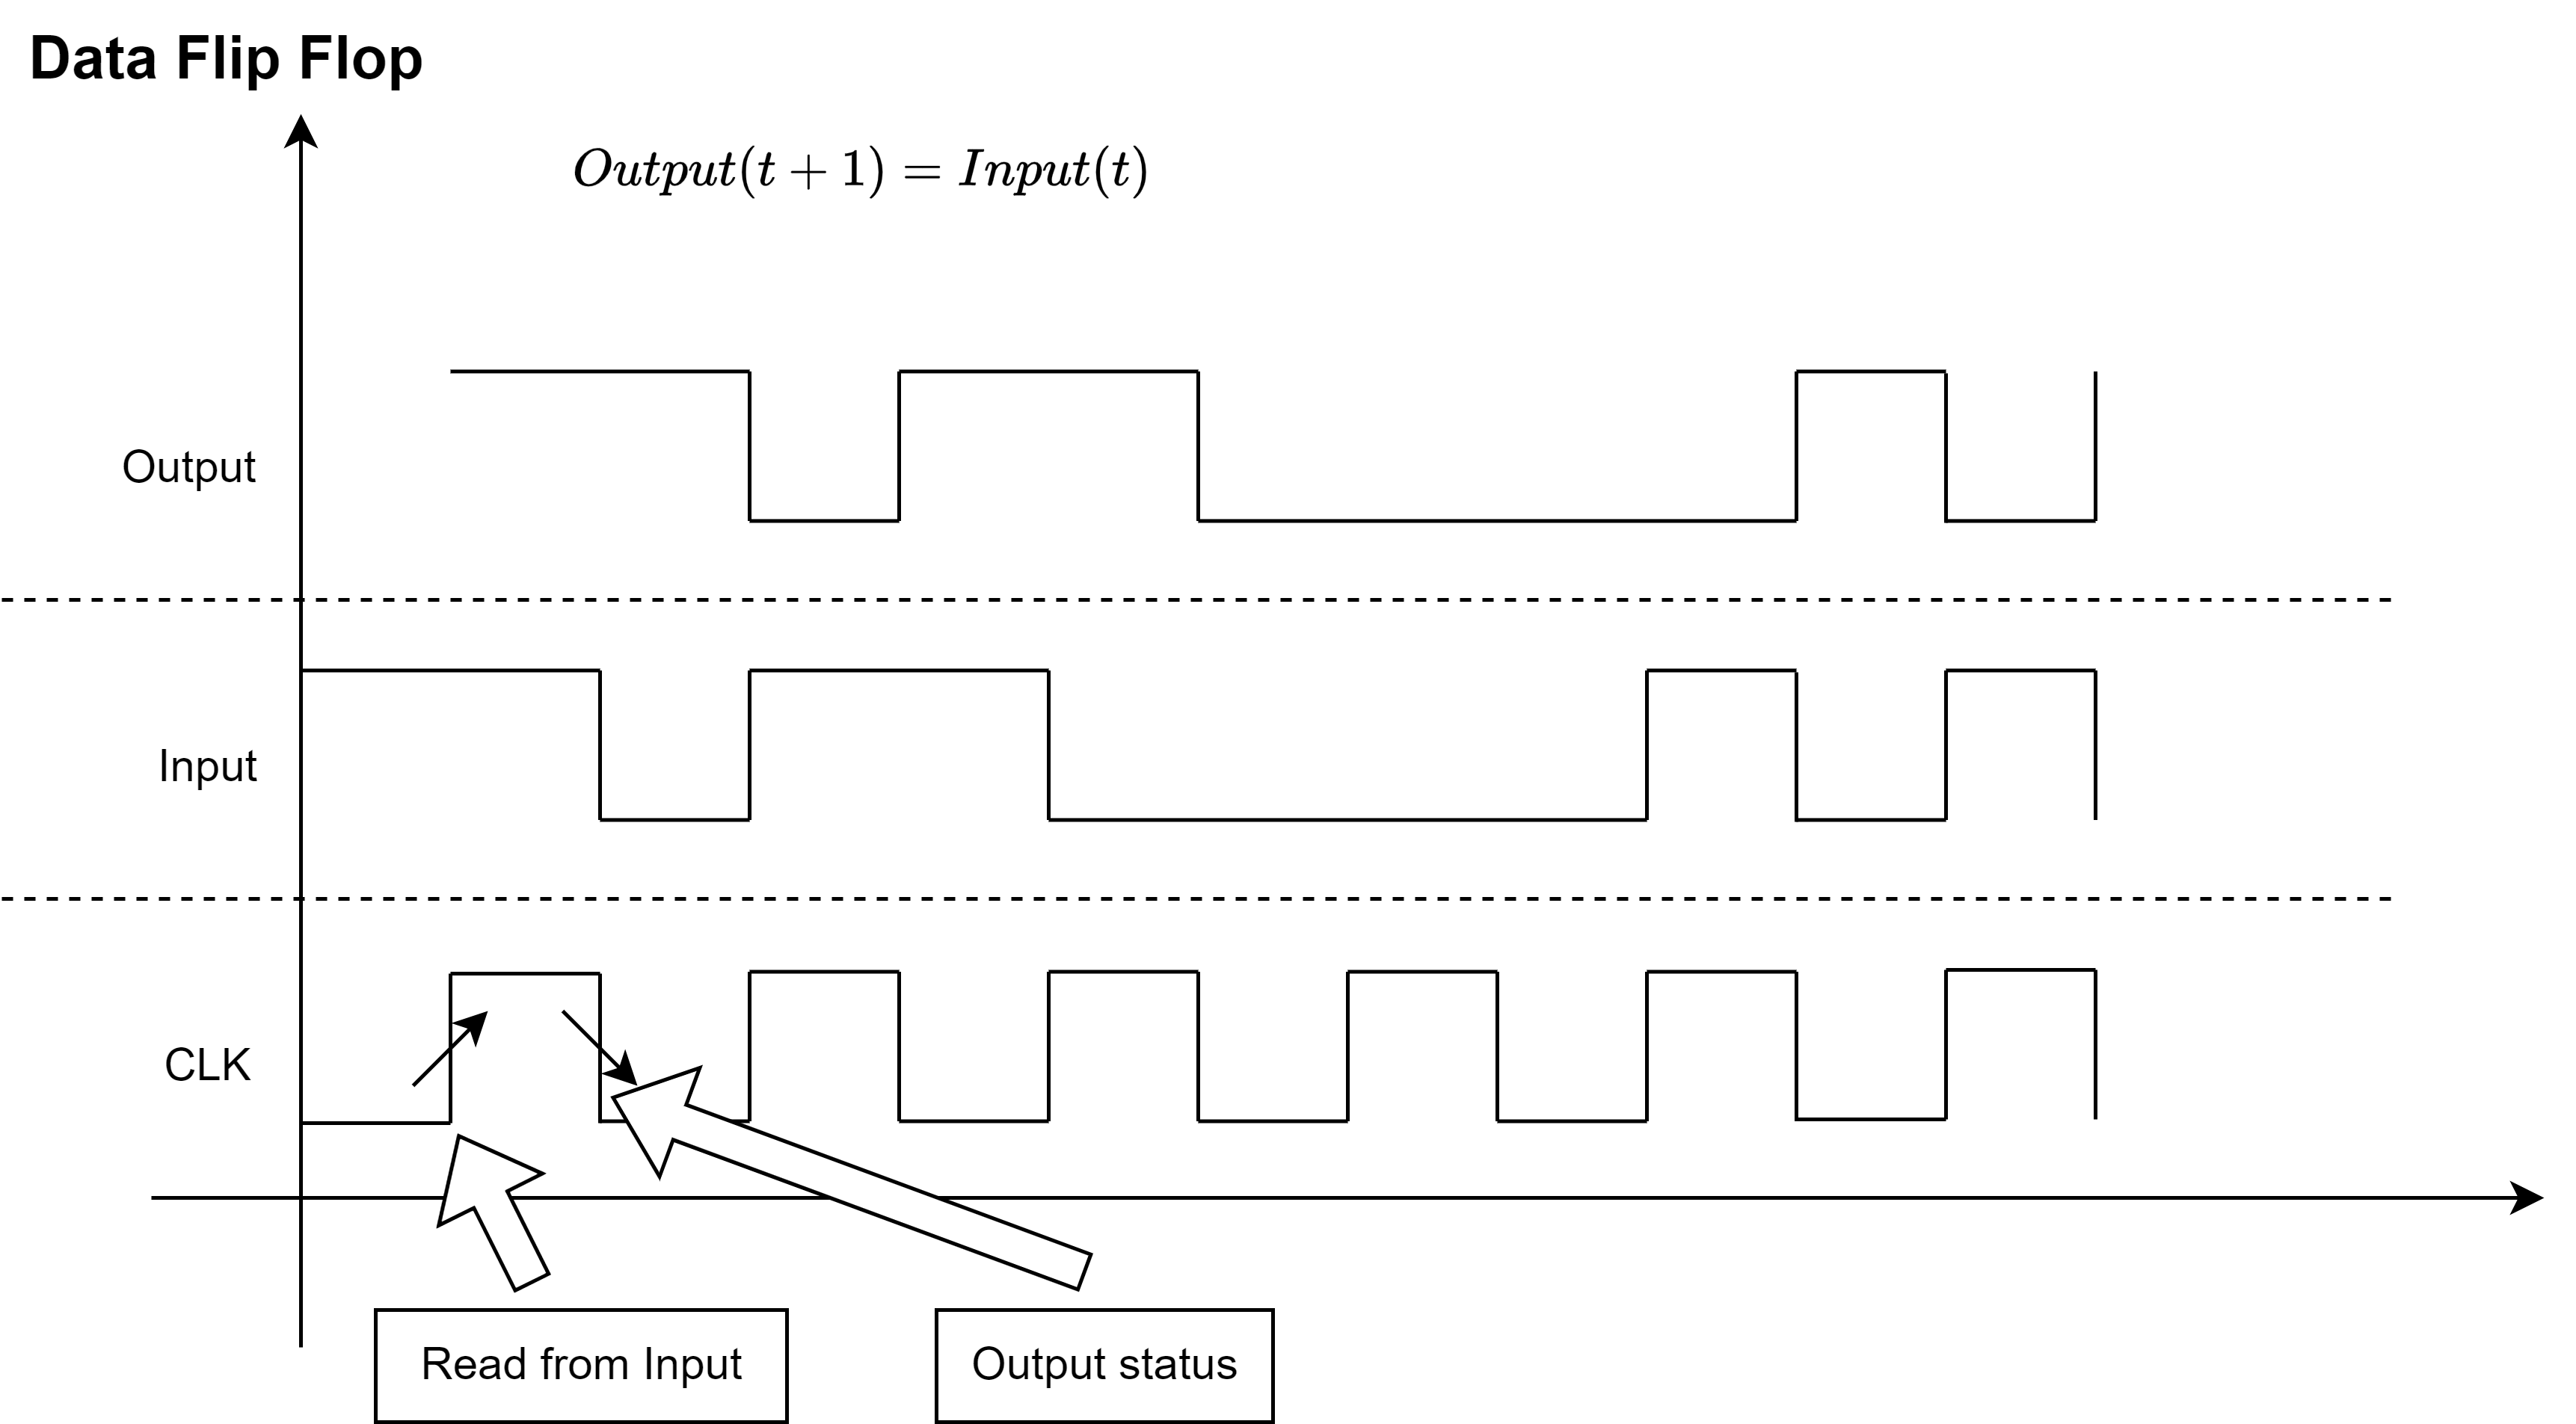 Data Flip Flop
Output(t + 1) = Input(t)
Output
Input
CLK
Read from Input
Output status